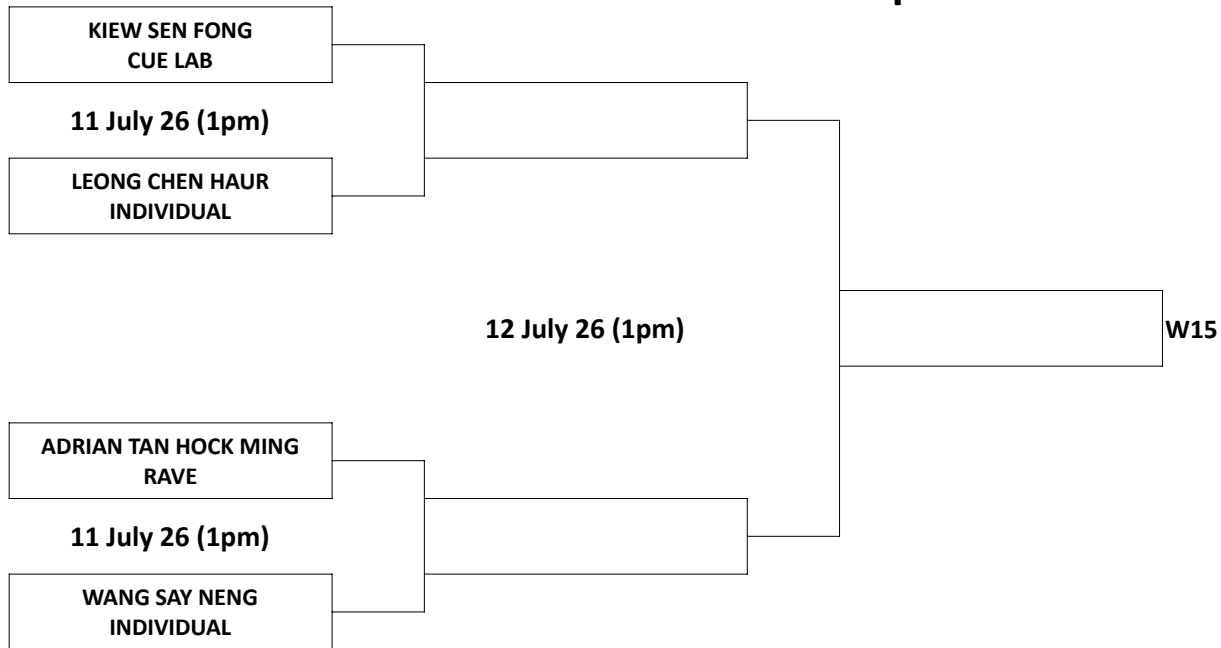 KIEW SEN FONG
CUE LAB
11 July 26 (1pm)
LEONG CHEN HAUR
INDIVIDUAL
12 July 26 (1pm)
W15
ADRIAN TAN HOCK MING
RAVE
11 July 26 (1pm)
WANG SAY NENG
INDIVIDUAL